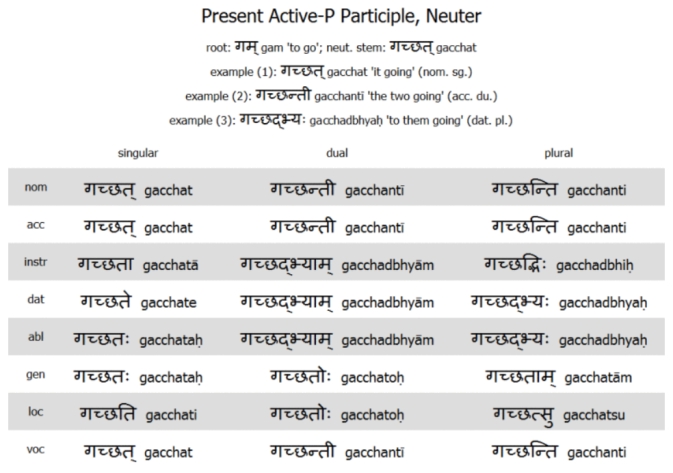 Present Active-P Participle, Neuter
root: गम् gam 'to go'; neut. stem: गच्छत् gacchat
example (1): गच्छत् gacchat 'it going' (nom. sg.)
example (2): गच्छन्ती gacchantī 'the two going' (acc. du.)
example (3): गच्छद्भ्यः gacchadbhyaḥ 'to them going' (dat. pl.)
singular dual plural
nom गच्छत् gacchat गच्छन्ती gacchantī गच्छन्ति gacchanti
acc गच्छत् gacchat गच्छन्ती gacchantī गच्छन्ति gacchanti
instr गच्छता gacchatā गच्छद्भ्याम् gacchadbhyām गच्छद्भिः gacchadbhiḥ
dat गच्छते gacchate गच्छद्भ्याम् gacchadbhyām गच्छद्भ्यः gacchadbhyaḥ
abl गच्छतः gacchataḥ गच्छद्भ्याम् gacchadbhyām गच्छद्भ्यः gacchadbhyaḥ
gen गच्छतः gacchataḥ गच्छतोः gacchatoḥ गच्छताम् gacchatām
loc गच्छति gacchati गच्छतोः gacchatoḥ गच्छत्सु gacchatsu
voc गच्छत् gacchat गच्छन्ती gacchantī गच्छन्ति gacchanti